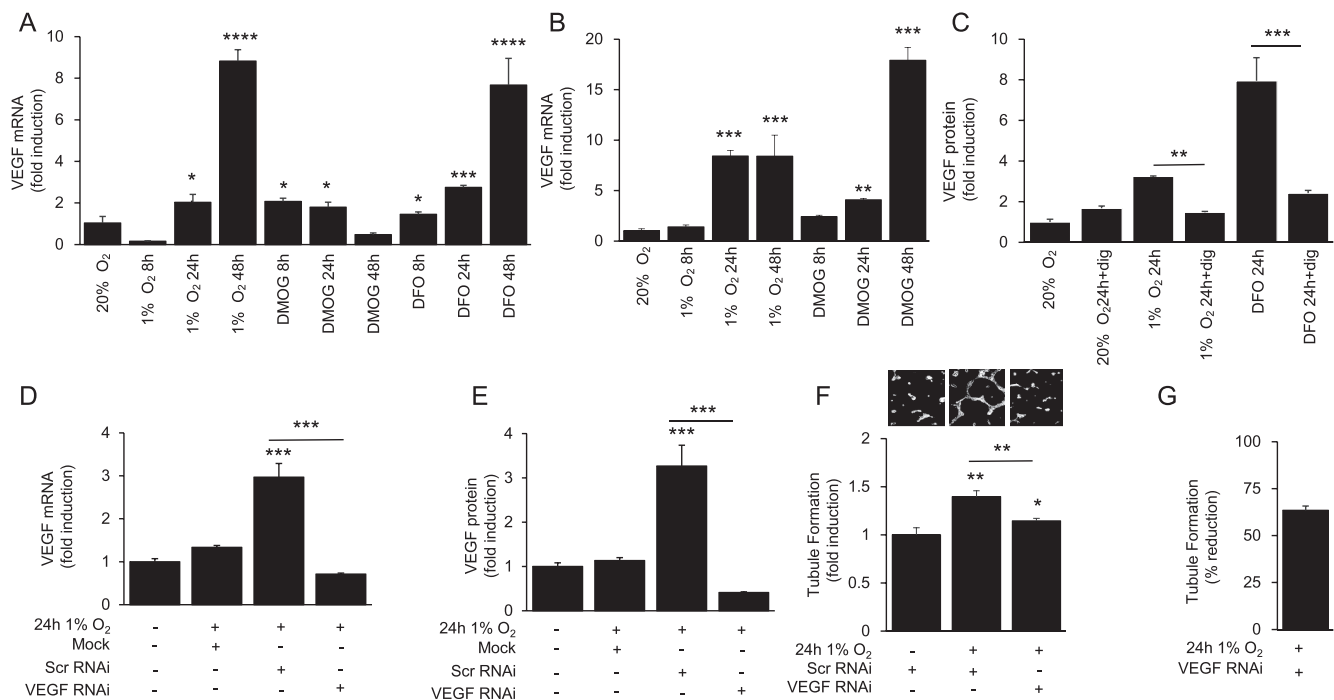 A
VEGF mRNA
(fold induction)
10
8
6
4
2
0
*
****
*
*
*
***
****
20% O2
1% O2 8h
1% O2 24h
1% O2 48h
DMOG 8h
DMOG 24h
DMOG 48h
DFO 8h
DFO 24h
DFO 48h
B
VEGF mRNA
(fold induction)
20
15
10
5
0
***
***
**
***
20% O2
1% O2 8h
1% O2 24h
1% O2 48h
DMOG 8h
DMOG 24h
DMOG 48h
C
VEGF protein
(fold induction)
10
8
6
4
2
0
**
***
20% O2
20% O224h+dig
1% O2 24h
1% O2 24h+dig
DFO 24h
DFO 24h+dig
D
VEGF mRNA
(fold induction)
4
3
2
1
0
***
***
24h 1% O2 - + + +
Mock - + - -
Scr RNAi - - + -
VEGF RNAi - - - +
E
VEGF protein
(fold induction)
4
3
2
1
0
***
***
24h 1% O2 - + + +
Mock - + - -
Scr RNAi - - + -
VEGF RNAi - - - +
F
Tubule Formation
(fold induction)
2
1.5
1
0.5
0
**
**
*
24h 1% O2 - + +
Scr RNAi + + -
VEGF RNAi - - +
G
Tubule Formation
(% reduction)
100
75
50
25
0
24h 1% O2 +
VEGF RNAi +